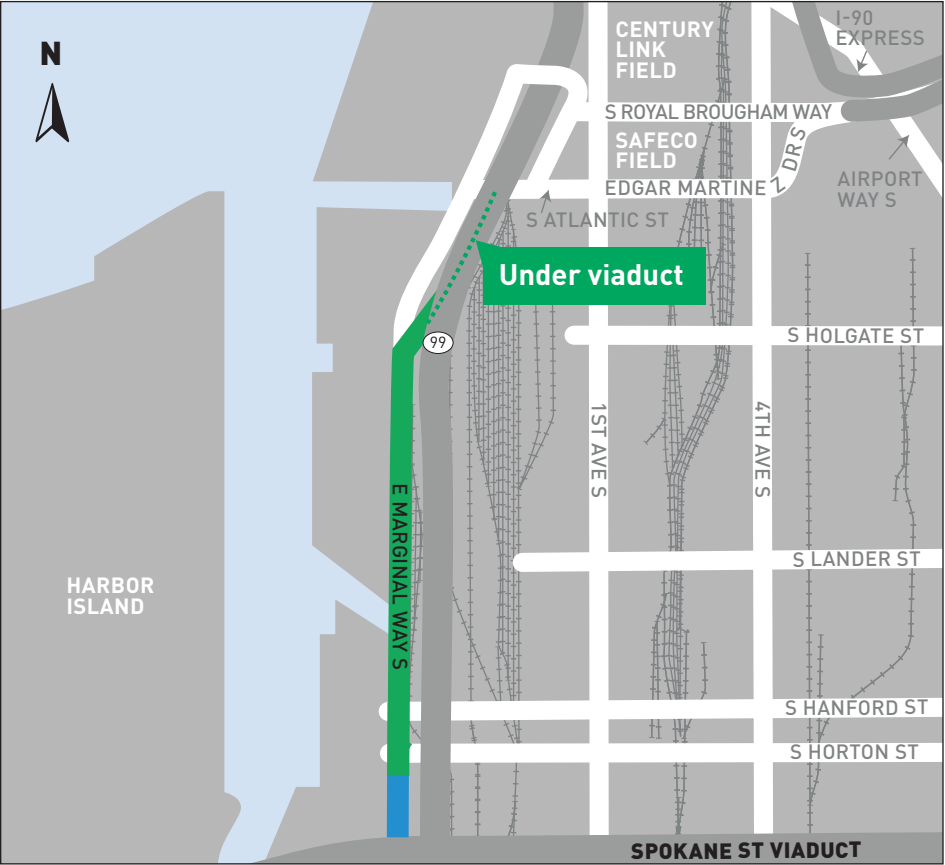 N
CENTURY
LINK
FIELD
I-90
EXPRESS
S ROYAL BROUGHAM WAY
SAFECO
FIELD
EDGAR MARTINEZ DR S
AIRPORT
WAY S
S ATLANTIC ST
Under viaduct
99
S HOLGATE ST
1ST AVE S
4TH AVE S
E MARGINAL WAY S
S LANDER ST
HARBOR
ISLAND
S HANFORD ST
S HORTON ST
SPOKANE ST VIADUCT